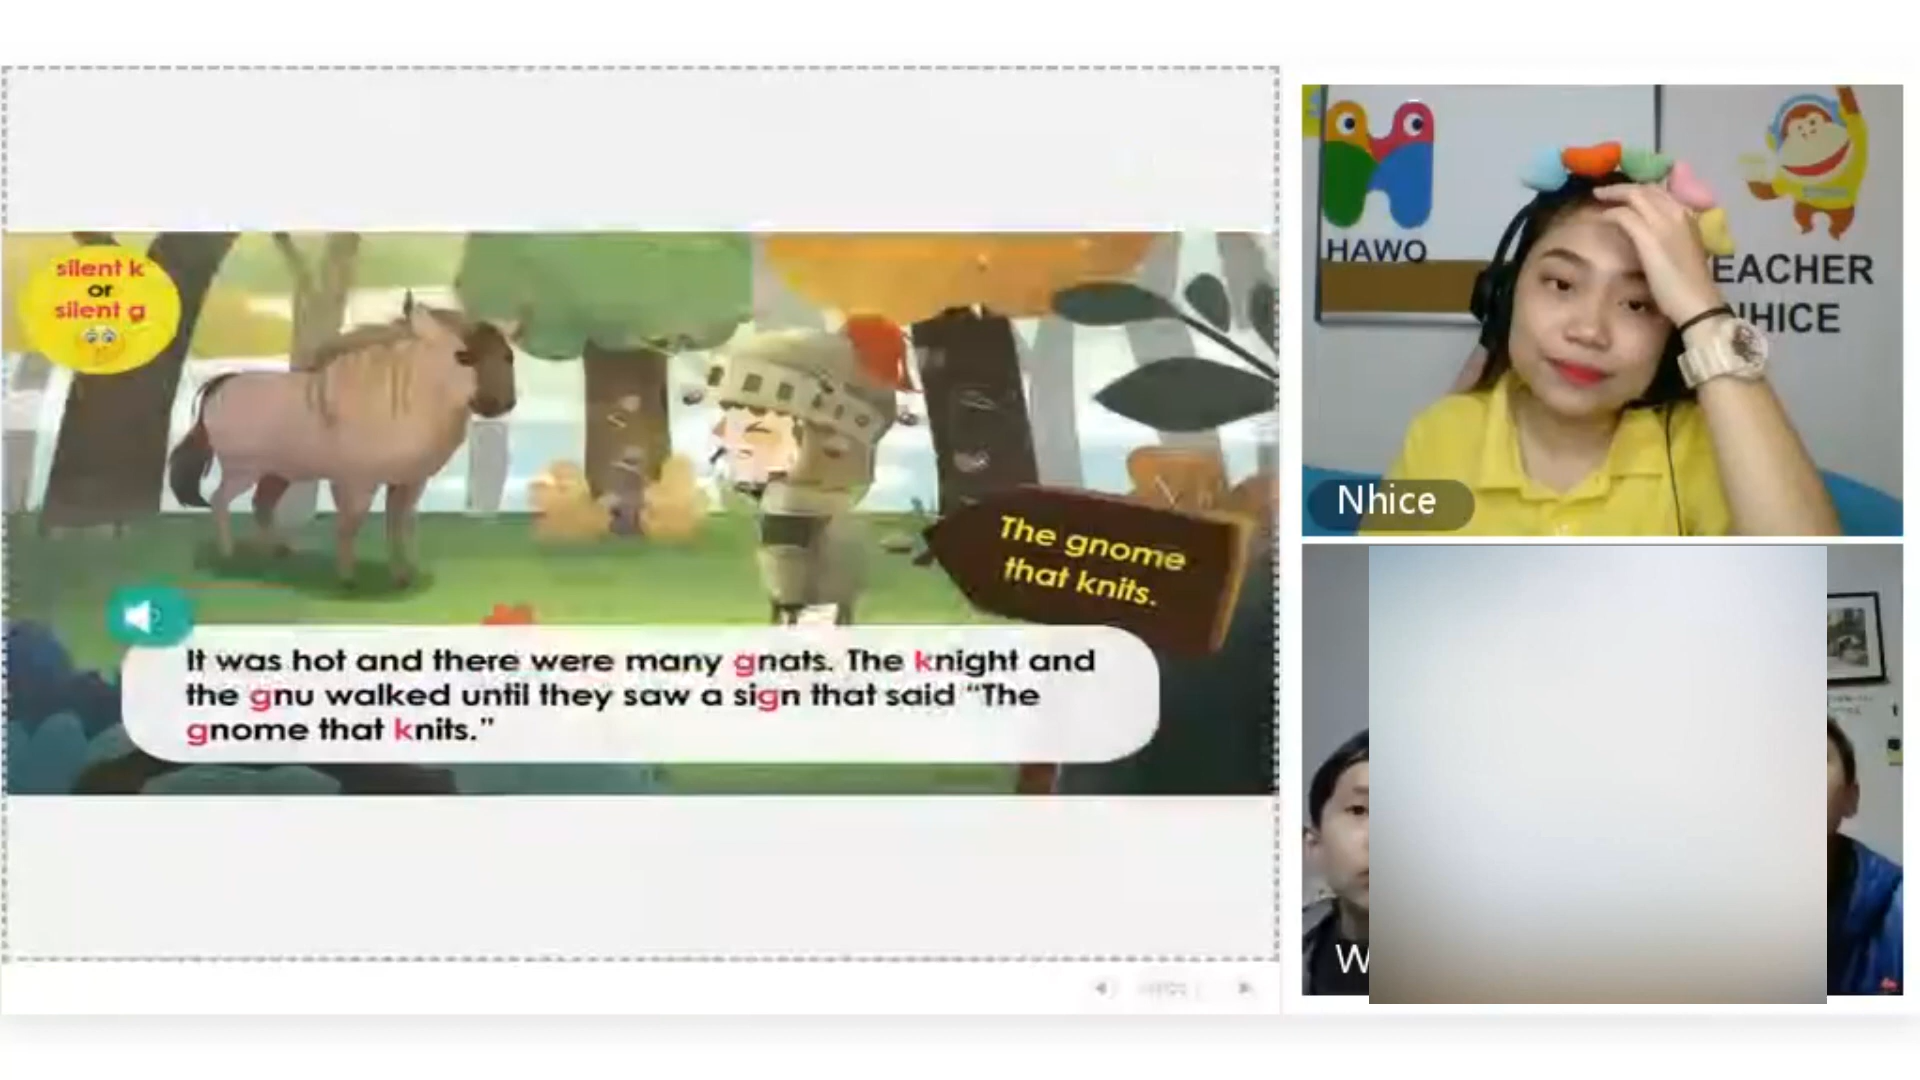 silent k
or
silent g
The gnome
that knits.
It was hot and there were many gnats. The knight and
the gnu walked until they saw a sign that said “The
gnome that knits.”
HAWO
EACHER
NHICE
Nhice
W